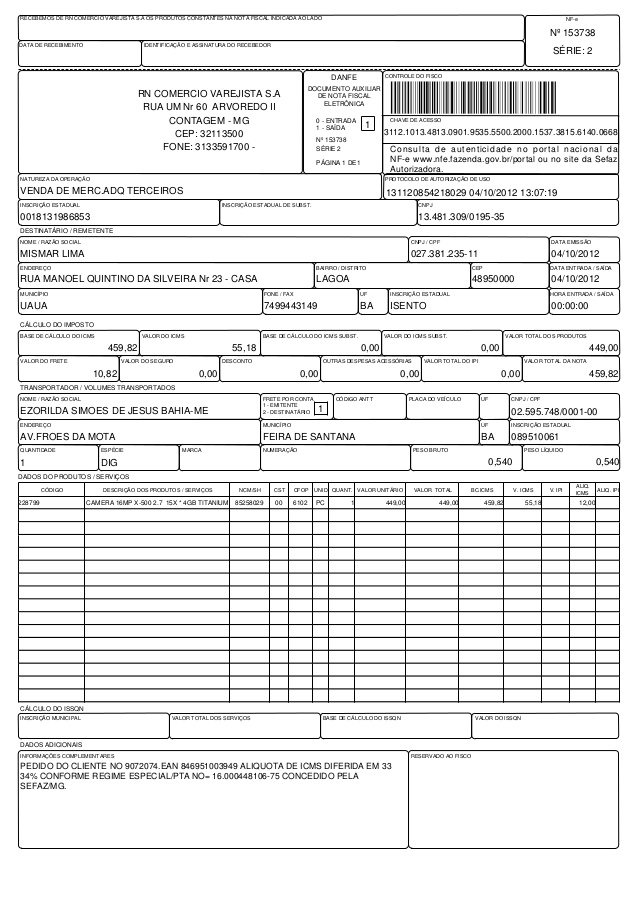 RECEBEMOS DE RN COMERCIO VAREJISTA S.A OS PRODUTOS CONSTANTES NA NOTA FISCAL INDICADA AO LADO
NF-e
Nº 153738
SÉRIE: 2
DATA DE RECEBIMENTO
IDENTIFICAÇÃO E ASSINATURA DO RECEBEDOR
RN COMERCIO VAREJISTA S.A
RUA UM Nr 60 ARVOREDO II
CONTAGEM - MG
CEP: 32113500
FONE: 3133591700 -
DANFE
DOCUMENTO AUXILIAR
DE NOTA FISCAL
ELETRÔNICA
0 - ENTRADA
1 - SAÍDA
1
Nº 153738
SÉRIE 2
PÁGINA 1 DE 1
CONTROLE DO FISCO
CHAVE DE ACESSO
3112.1013.4813.0901.9535.5500.2000.1537.3815.6140.0668
Consulta de autenticidade no portal nacional da
NF-e www.nfe.fazenda.gov.br/portal ou no site da Sefaz
Autorizadora.
NATUREZA DA OPERAÇÃO
VENDA DE MERC.ADQ TERCEIROS
PROTOCOLO DE AUTORIZAÇÃO DE USO
131120854218029 04/10/2012 13:07:19
INSCRIÇÃO ESTADUAL
0018131986853
INSCRIÇÃO ESTADUAL DE SUBST.
CNPJ
13.481.309/0195-35
DESTINATÁRIO / REMETENTE
NOME / RAZÃO SOCIAL
MISMAR LIMA
CNPJ / CPF
027.381.235-11
DATA EMISSÃO
04/10/2012
ENDEREÇO
RUA MANOEL QUINTINO DA SILVEIRA Nr 23 - CASA
BAIRRO / DISTRITO
LAGOA
CEP
48950000
DATA ENTRADA / SAÍDA
04/10/2012
MUNICÍPIO
UAUA
FONE / FAX
7499443149
UF
BA
INSCRIÇÃO ESTADUAL
ISENTO
HORA ENTRADA / SAÍDA
00:00:00
CÁLCULO DO IMPOSTO
BASE DE CÁLCULO DO ICMS
459,82
VALOR DO ICMS
55,18
BASE DE CÁLCULO DO ICMS SUBST.
0,00
VALOR DO ICMS SUBST.
0,00
VALOR TOTAL DOS PRODUTOS
449,00
VALOR DO FRETE
10,82
VALOR DO SEGURO
0,00
DESCONTO
0,00
OUTRAS DESPESAS ACESSÓRIAS
0,00
VALOR TOTAL DO IPI
0,00
VALOR TOTAL DA NOTA
459,82
TRANSPORTADOR / VOLUMES TRANSPORTADOS
NOME / RAZÃO SOCIAL
EZORILDA SIMOES DE JESUS BAHIA-ME
FRETE POR CONTA
1 - EMITENTE
2 - DESTINATÁRIO
1
CÓDIGO ANTT
PLACA DO VEÍCULO
UF
CNPJ / CPF
02.595.748/0001-00
ENDEREÇO
AV.FROES DA MOTA
MUNICÍPIO
FEIRA DE SANTANA
UF
BA
INSCRIÇÃO ESTADUAL
089510061
QUANTIDADE
1
ESPÉCIE
DIG
MARCA
NUMERAÇÃO
PESO BRUTO
0,540
PESO LÍQUIDO
0,540
DADOS DO PRODUTOS / SERVIÇOS
CÓDIGO DESCRIÇÃO DOS PRODUTOS / SERVIÇOS NCM/SH CST CFOP UNID QUANT. VALOR UNITÁRIO VALOR TOTAL BC ICMS V. ICMS V. IPI ALIQ. ICMS ALIQ. IPI
228799 CAMERA 16MP X-500 2.7 15X * 4GB TITANIUM 85258029 00 6102 PC 1 449,00 449,00 459,82 55,18 12,00
CÁLCULO DO ISSQN
INSCRIÇÃO MUNICIPAL
VALOR TOTAL DOS SERVIÇOS
BASE DE CÁLCULO DO ISSQN
VALOR DO ISSQN
DADOS ADICIONAIS
INFORMAÇÕES COMPLEMENTARES
PEDIDO DO CLIENTE NO 9072074.EAN 846951003949 ALIQUOTA DE ICMS DIFERIDA EM 33
34% CONFORME REGIME ESPECIAL/PTA NO= 16.000448106-75 CONCEDIDO PELA
SEFAZ/MG.
RESERVADO AO FISCO